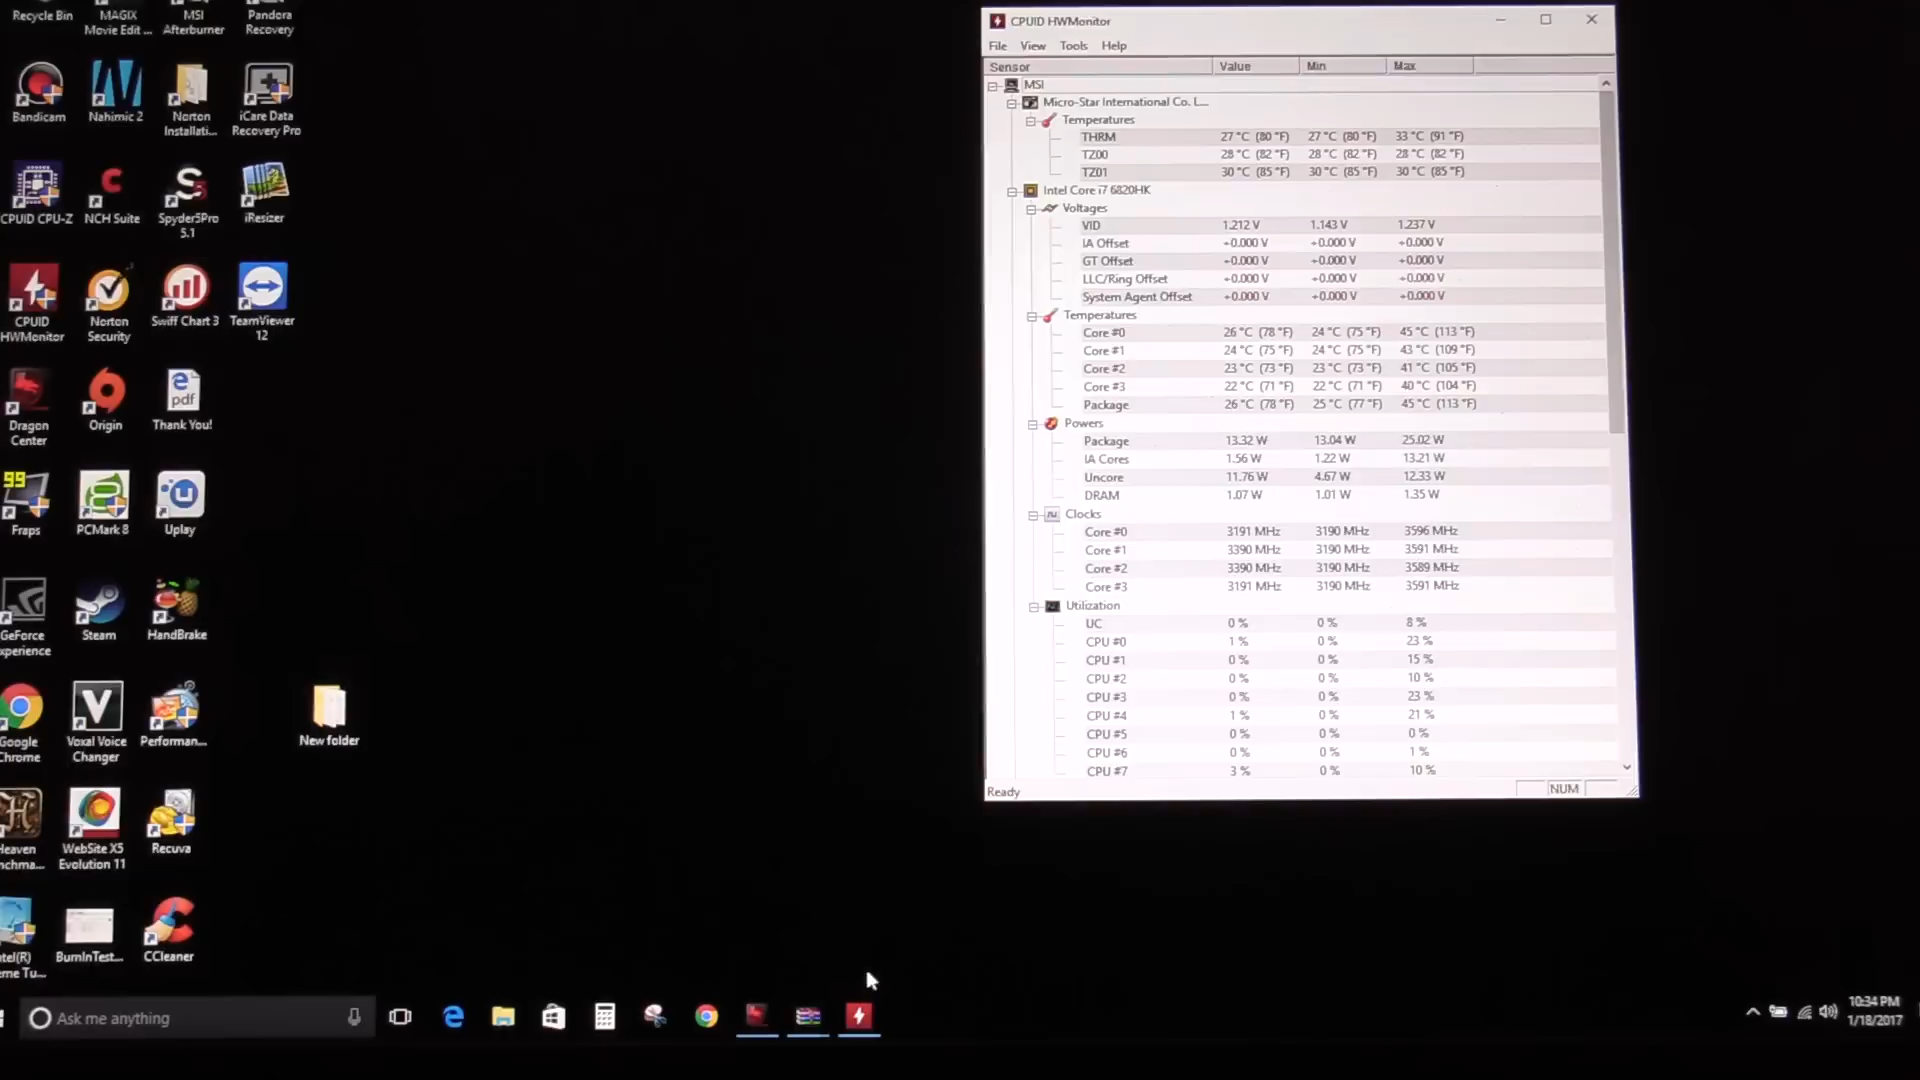 Recycle Bin
MAGIX
Movie Edit ...
MSI
Afterburner
Pandora
Recovery
Bandicam
Nahimic 2
Norton
Installati...
iCare Data
Recovery Pro
CPUID CPU-Z
NCH Suite
Spyder5Pro
5.1
iResizer
CPUID
HWMonitor
Norton
Security
Swiff Chart 3
TeamViewer
12
Dragon
Center
Origin
pdf
Thank You!
99
Fraps
PCMark 8
Uplay
GeForce
xperience
Steam
HandBrake
Google
Chrome
Voxal Voice
Changer
Performan...
New folder
Heaven
nchma...
WebSite X5
Evolution 11
Recuva
ntel(R)
eme Tu...
BurnInTest...
CCleaner
CPUID HWMonitor
File View Tools Help
Sensor Value Min Max
MSI
Micro-Star International Co. L...
Temperatures
THRM 27 °C (80 °F) 27 °C (80 °F) 33 °C (91 °F)
TZ00 28 °C (82 °F) 28 °C (82 °F) 28 °C (82 °F)
TZ01 30 °C (85 °F) 30 °C (85 °F) 30 °C (85 °F)
Intel Core i7 6820HK
Voltages
VID 1.212 V 1.143 V 1.237 V
IA Offset +0.000 V +0.000 V +0.000 V
GT Offset +0.000 V +0.000 V +0.000 V
LLC/Ring Offset +0.000 V +0.000 V +0.000 V
System Agent Offset +0.000 V +0.000 V +0.000 V
Temperatures
Core #0 26 °C (78 °F) 24 °C (75 °F) 45 °C (113 °F)
Core #1 24 °C (75 °F) 24 °C (75 °F) 43 °C (109 °F)
Core #2 23 °C (73 °F) 23 °C (73 °F) 41 °C (105 °F)
Core #3 22 °C (71 °F) 22 °C (71 °F) 40 °C (104 °F)
Package 26 °C (78 °F) 25 °C (77 °F) 45 °C (113 °F)
Powers
Package 13.32 W 13.04 W 25.02 W
IA Cores 1.56 W 1.22 W 13.21 W
Uncore 11.76 W 4.67 W 12.33 W
DRAM 1.07 W 1.01 W 1.35 W
Clocks
Core #0 3191 MHz 3190 MHz 3596 MHz
Core #1 3390 MHz 3190 MHz 3591 MHz
Core #2 3390 MHz 3190 MHz 3589 MHz
Core #3 3191 MHz 3190 MHz 3591 MHz
Utilization
UC 0 % 0 % 8 %
CPU #0 1 % 0 % 23 %
CPU #1 0 % 0 % 15 %
CPU #2 0 % 0 % 10 %
CPU #3 0 % 0 % 23 %
CPU #4 1 % 0 % 21 %
CPU #5 0 % 0 % 0 %
CPU #6 0 % 0 % 1 %
CPU #7 3 % 0 % 10 %
Ready NUM
Ask me anything
10:34 PM
1/18/2017